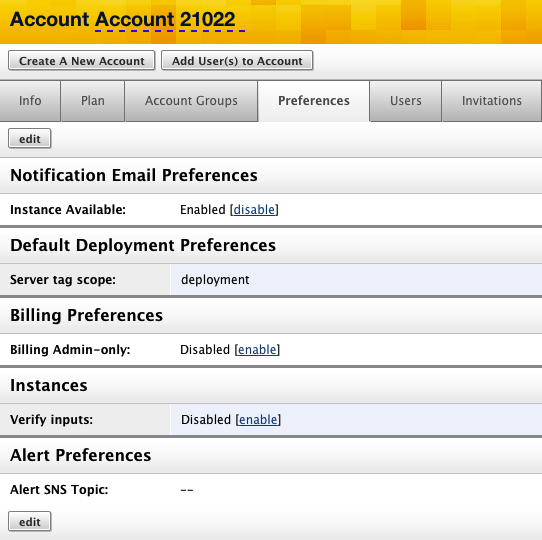 Account Account 21022
Create A New Account Add User(s) to Account
Info Plan Account Groups Preferences Users Invitations
edit
Notification Email Preferences
Instance Available: Enabled [disable]
Default Deployment Preferences
Server tag scope: deployment
Billing Preferences
Billing Admin-only: Disabled [enable]
Instances
Verify inputs: Disabled [enable]
Alert Preferences
Alert SNS Topic: --
edit